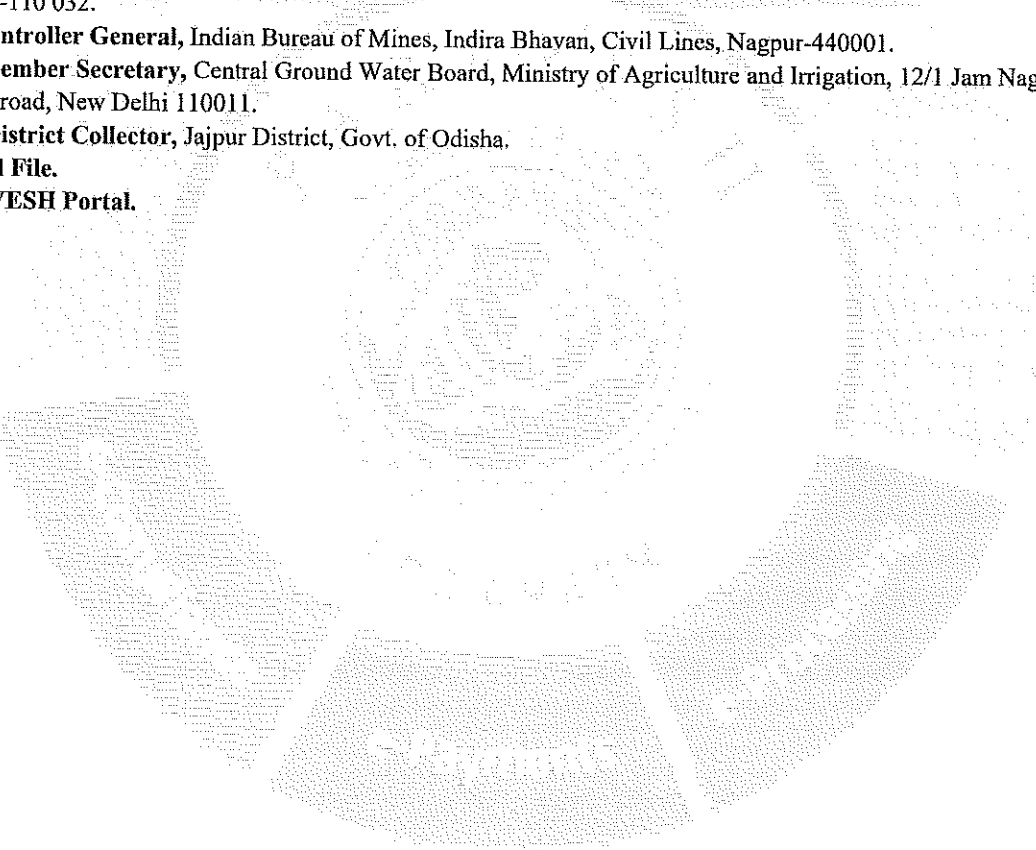 -110 032.
ntroller General, Indian Bureau of Mines, Indira Bhavan, Civil Lines, Nagpur-440001.
ember Secretary, Central Ground Water Board, Ministry of Agriculture and Irrigation, 12/1 Jam Nag
road, New Delhi 110011.
istrict Collector, Jajpur District, Govt. of Odisha.
l File.
VESH Portal.